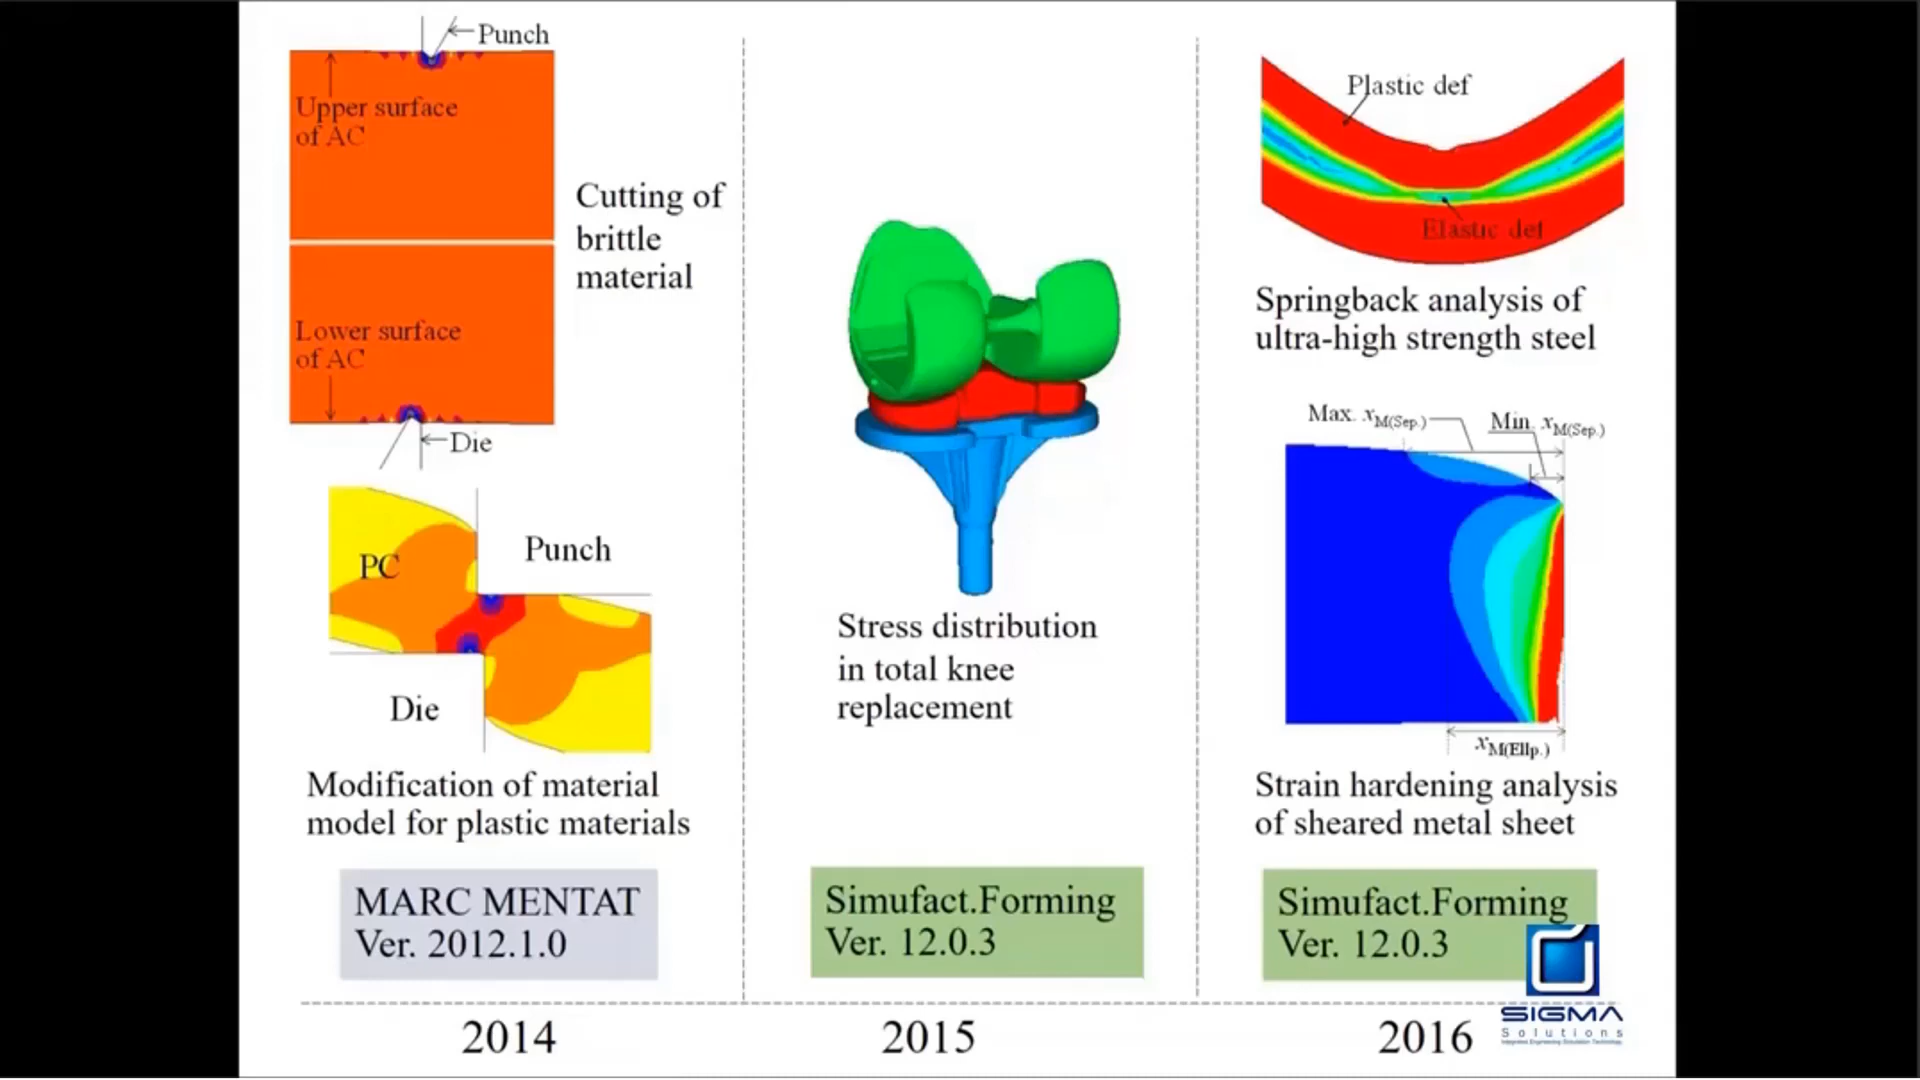 Punch
Upper surface
of AC
Cutting of
brittle
material
Lower surface
of AC
Die
PC
Punch
Die
Modification of material
model for plastic materials
MARC MENTAT
Ver. 2012.1.0
2014
Stress distribution
in total knee
replacement
Simufact.Forming
Ver. 12.0.3
2015
Plastic def
Elastic def
Springback analysis of
ultra-high strength steel
Max. xM(Sep.)
Min. xM(Sep.)
xM(Ellp.)
Strain hardening analysis
of sheared metal sheet
Simufact.Forming
Ver. 12.0.3
2016
SIGMA
Solutions
Integrated Engineering Simulation Technology